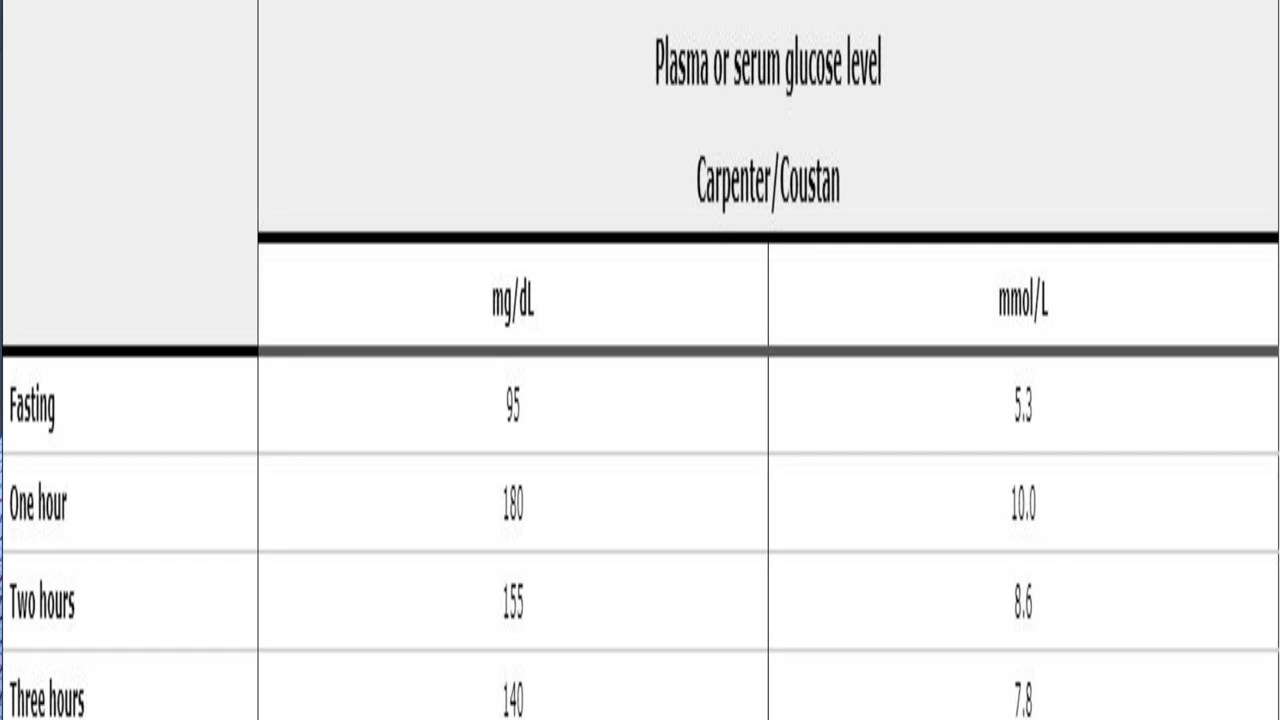 Plasma or serum glucose level
Carpenter/Coustan
mg/dL mmol/L
Fasting 95 5.3
One hour 180 10.0
Two hours 155 8.6
Three hours 140 7.8